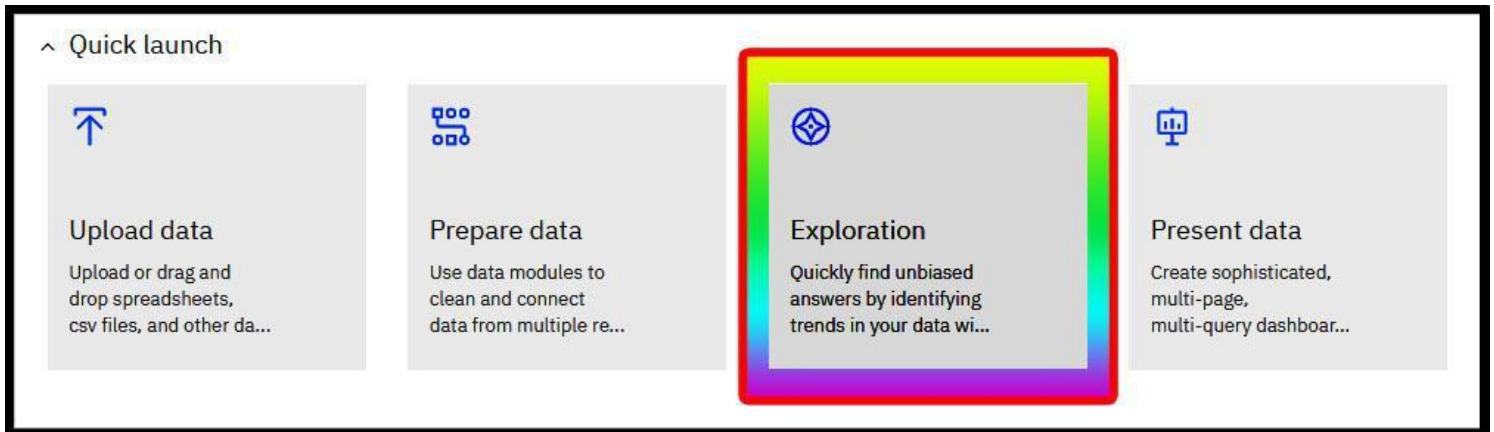 Quick launch
Upload data
Upload or drag and
drop spreadsheets,
csv files, and other da...
Prepare data
Use data modules to
clean and connect
data from multiple re...
Exploration
Quickly find unbiased
answers by identifying
trends in your data wi...
Present data
Create sophisticated,
multi-page,
multi-query dashboar...